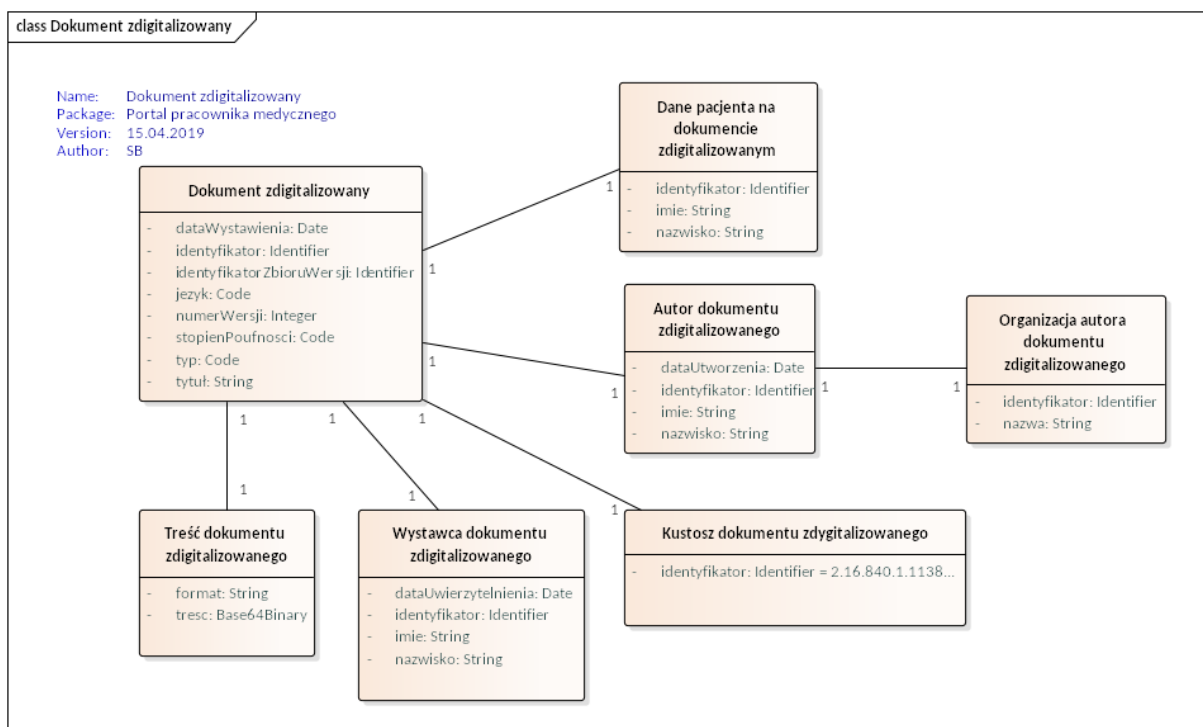 class Dokument zdigitalizowany
Name: Dokument zdigitalizowany
Package: Portal pracownika medycznego
Version: 15.04.2019
Author: SB
Dokument zdigitalizowany
- dataWystawienia: Date
- identyfikator: Identifier
- identyfikatorZbioruWersji: Identifier
- jezyk: Code
- numerWersji: Integer
- stopienPoufnosci: Code
- typ: Code
- tytuł: String
Dane pacjenta na
dokumencie
zdigitalizowanym
- identyfikator: Identifier
- imie: String
- nazwisko: String
1
1
Autor dokumentu
zdigitalizowanego
- dataUtworzenia: Date
- identyfikator: Identifier
- imie: String
- nazwisko: String
1
1
1
1
Organizacja autora
dokumentu
zdigitalizowanego
- identyfikator: Identifier
- nazwa: String
1
1
1
1
1
1
Treść dokumentu
zdigitalizowanego
- format: String
- tresc: Base64Binary
Wystawca dokumentu
zdigitalizowanego
- dataUwierzytelnienia: Date
- identyfikator: Identifier
- imie: String
- nazwisko: String
Kustosz dokumentu zdygitalizowanego
- identyfikator: Identifier = 2.16.840.1.1138...